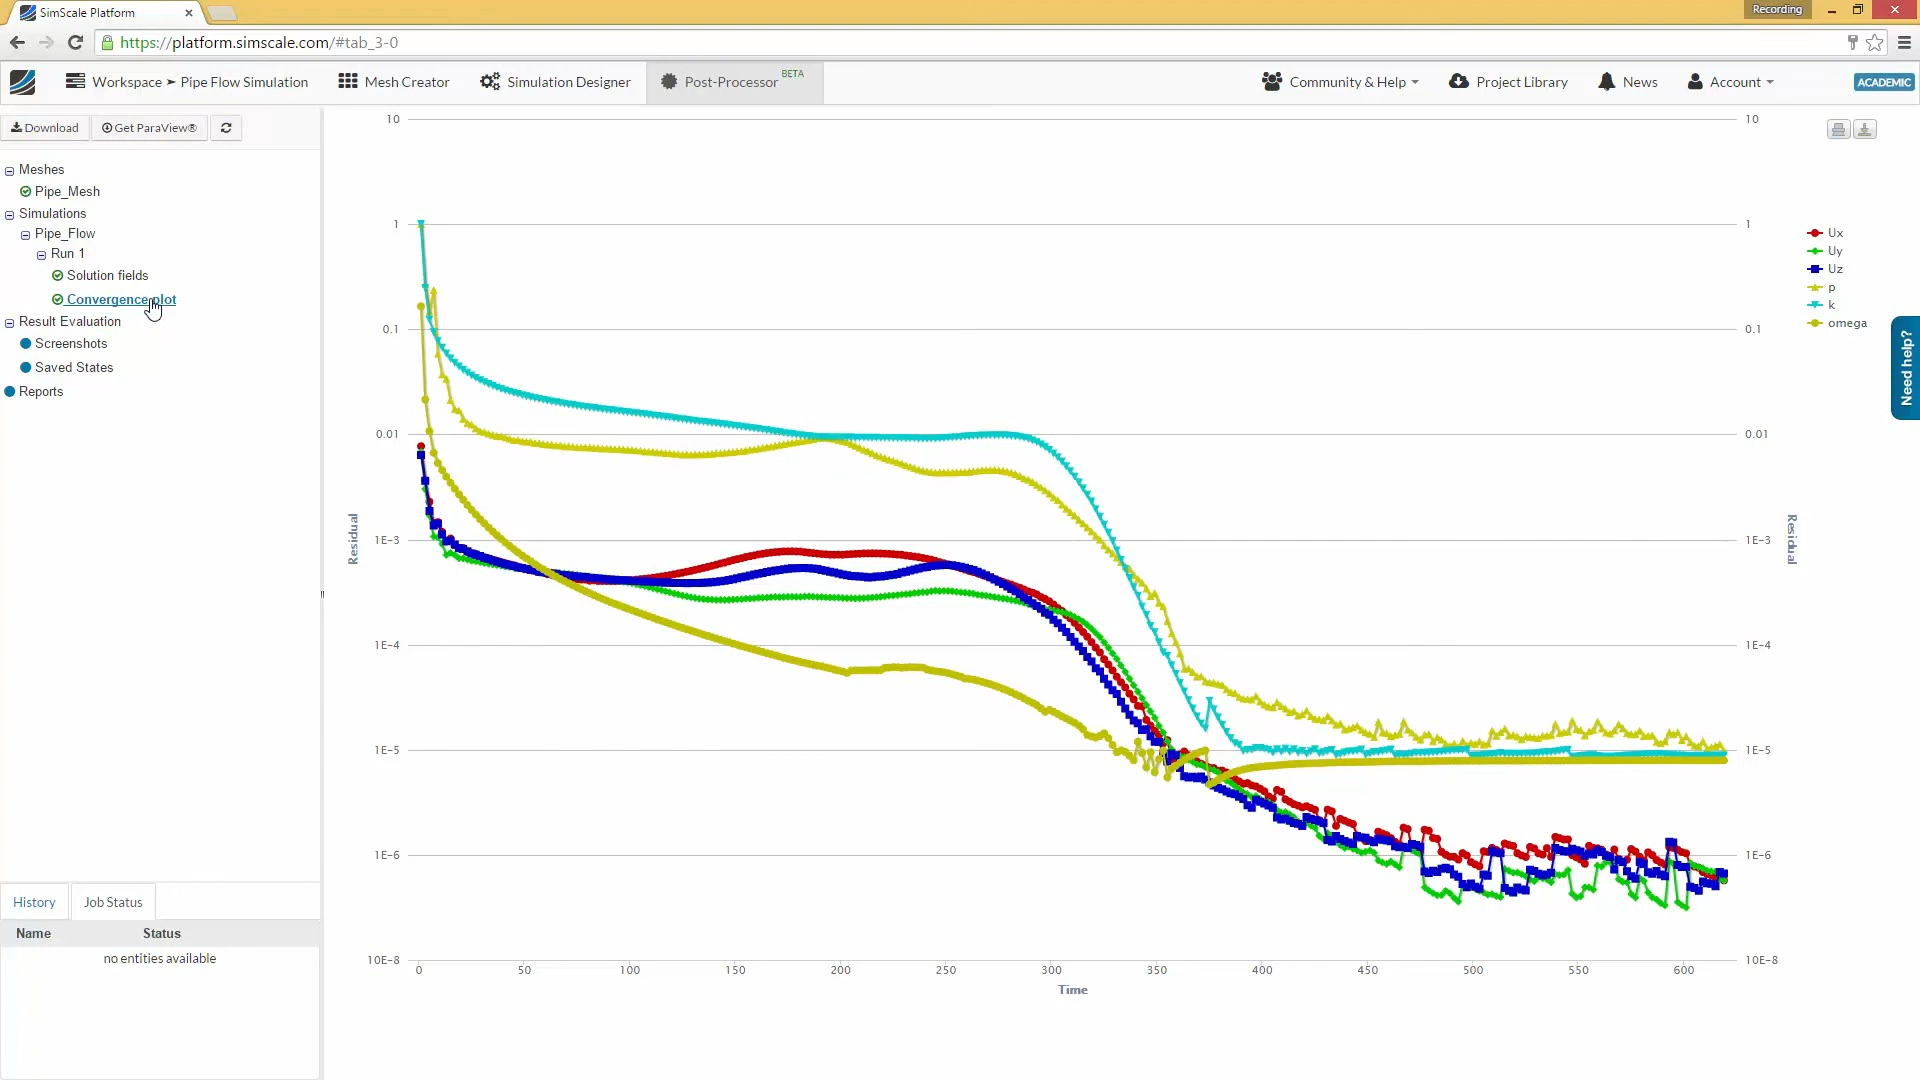 SimScale Platform
Recording
https://platform.simscale.com/#tab_3-0
Workspace ➤ Pipe Flow Simulation
Mesh Creator
Simulation Designer
Post-Processor BETA
Community & Help
Project Library
News
Account
ACADEMIC
Download
Get ParaView®
Meshes
Pipe_Mesh
Simulations
Pipe_Flow
Run 1
Solution fields
Convergence plot
Result Evaluation
Screenshots
Saved States
Reports
History
Job Status
Name Status
no entities available
10
1
0.1
0.01
1E-3
1E-4
1E-5
1E-6
10E-8
Residual
0 50 100 150 200 250 300 350 400 450 500 550 600
Time
10
1
0.1
0.01
1E-3
1E-4
1E-5
1E-6
10E-8
Residual
Ux
Uy
Uz
p
k
omega
Need help?